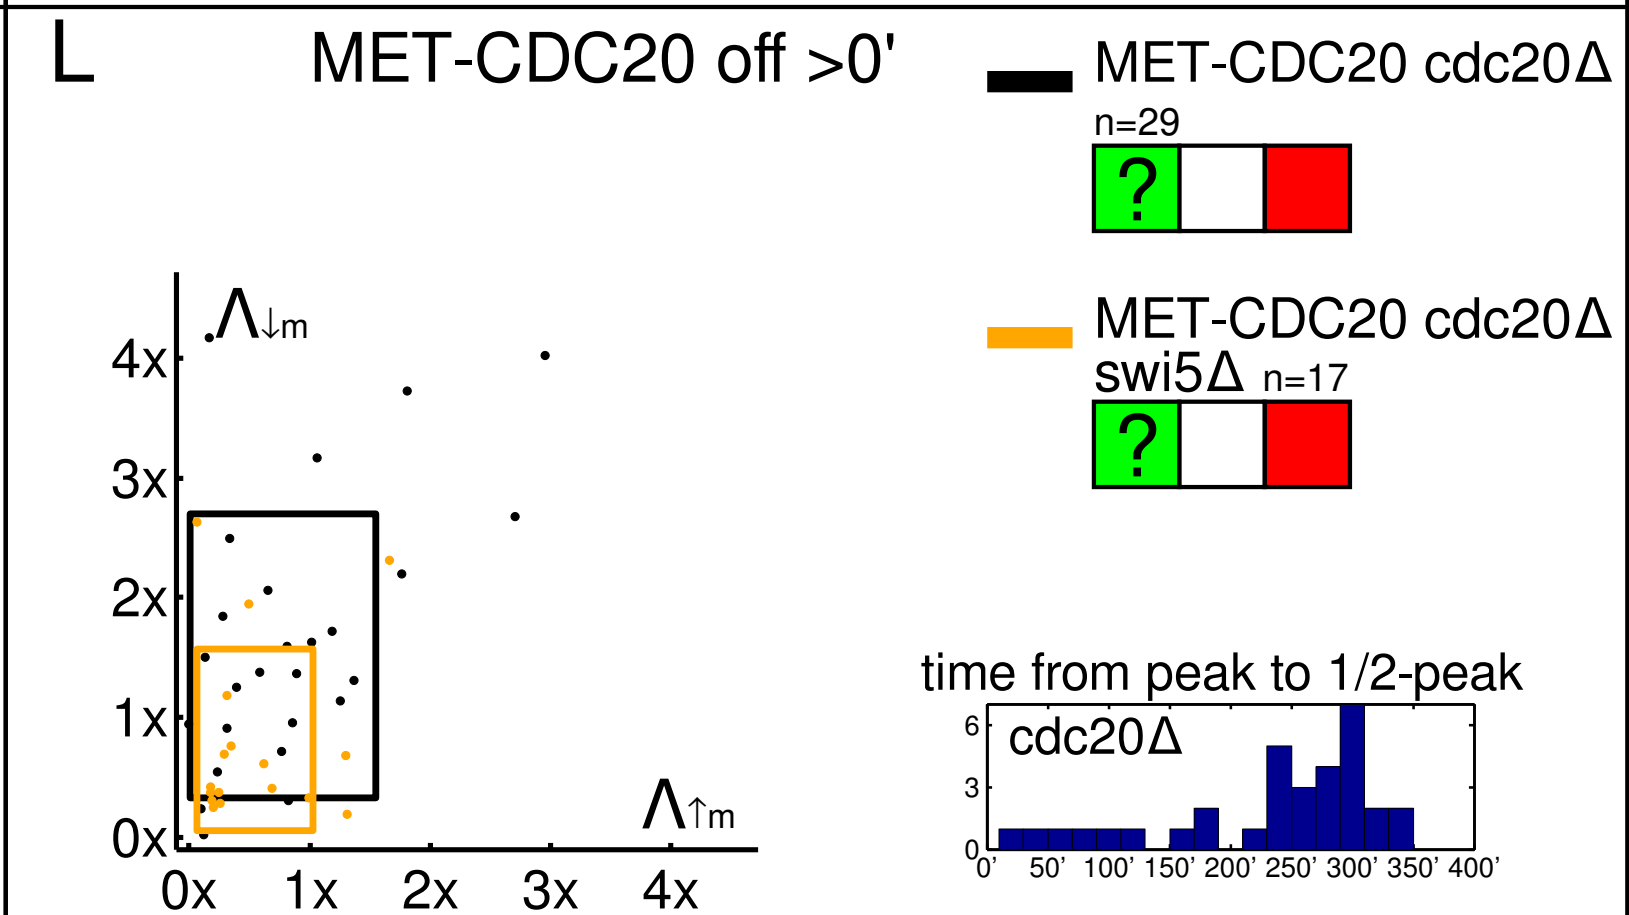 L
MET-CDC20 off >0'
MET-CDC20 cdc20Δ
n=29
?
MET-CDC20 cdc20Δ
swi5Δ n=17
?
Λ↓m
4x
3x
2x
1x
0x
Λ↑m
0x 1x 2x 3x 4x
time from peak to 1/2-peak
cdc20Δ
6
3
0
0' 50' 100' 150' 200' 250' 300' 350' 400'